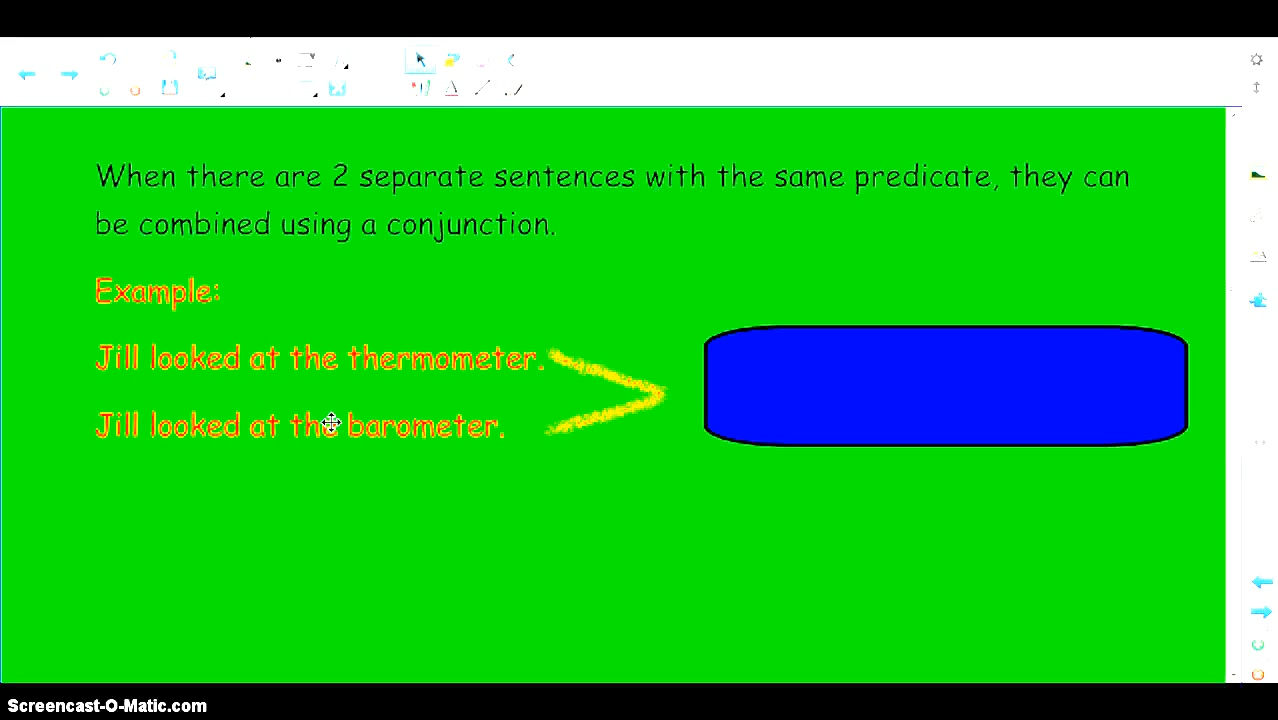 When there are 2 separate sentences with the same predicate, they can
be combined using a conjunction.
Example:
Jill looked at the thermometer.
Jill looked at the barometer.
Screencast-O-Matic.com